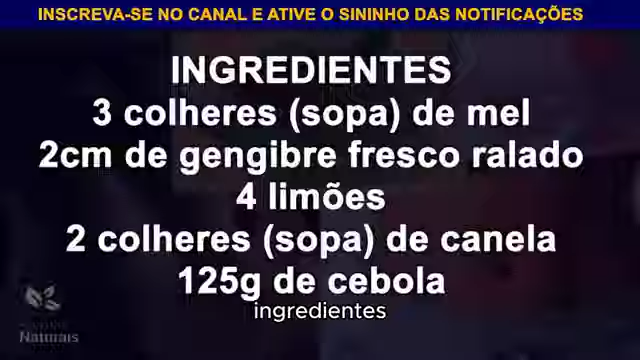 INSCREVA-SE NO CANAL E ATIVE O SININHO DAS NOTIFICAÇÕES
INGREDIENTES
3 colheres (sopa) de mel
2cm de gengibre fresco ralado
4 limões
2 colheres (sopa) de canela
125g de cebola
ingredientes
Naturais